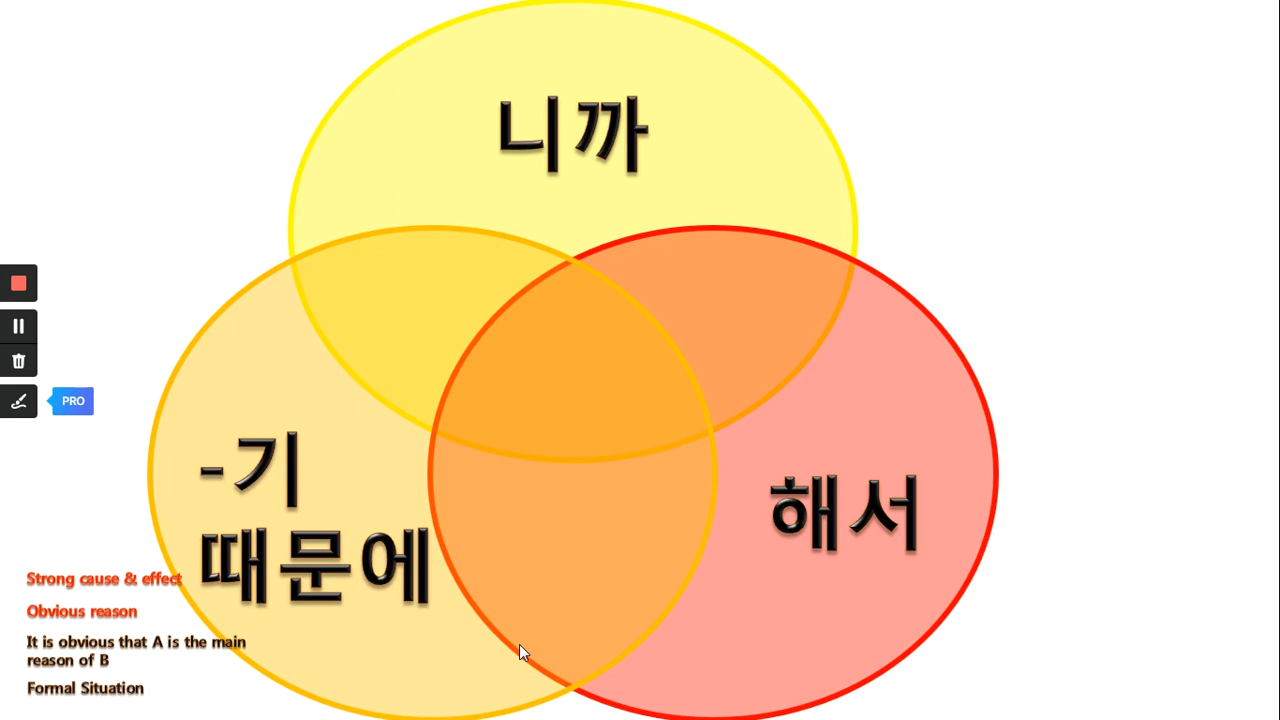 니까
-기
때문에
해서
Strong cause & effect
Obvious reason
It is obvious that A is the main
reason of B
Formal Situation
PRO